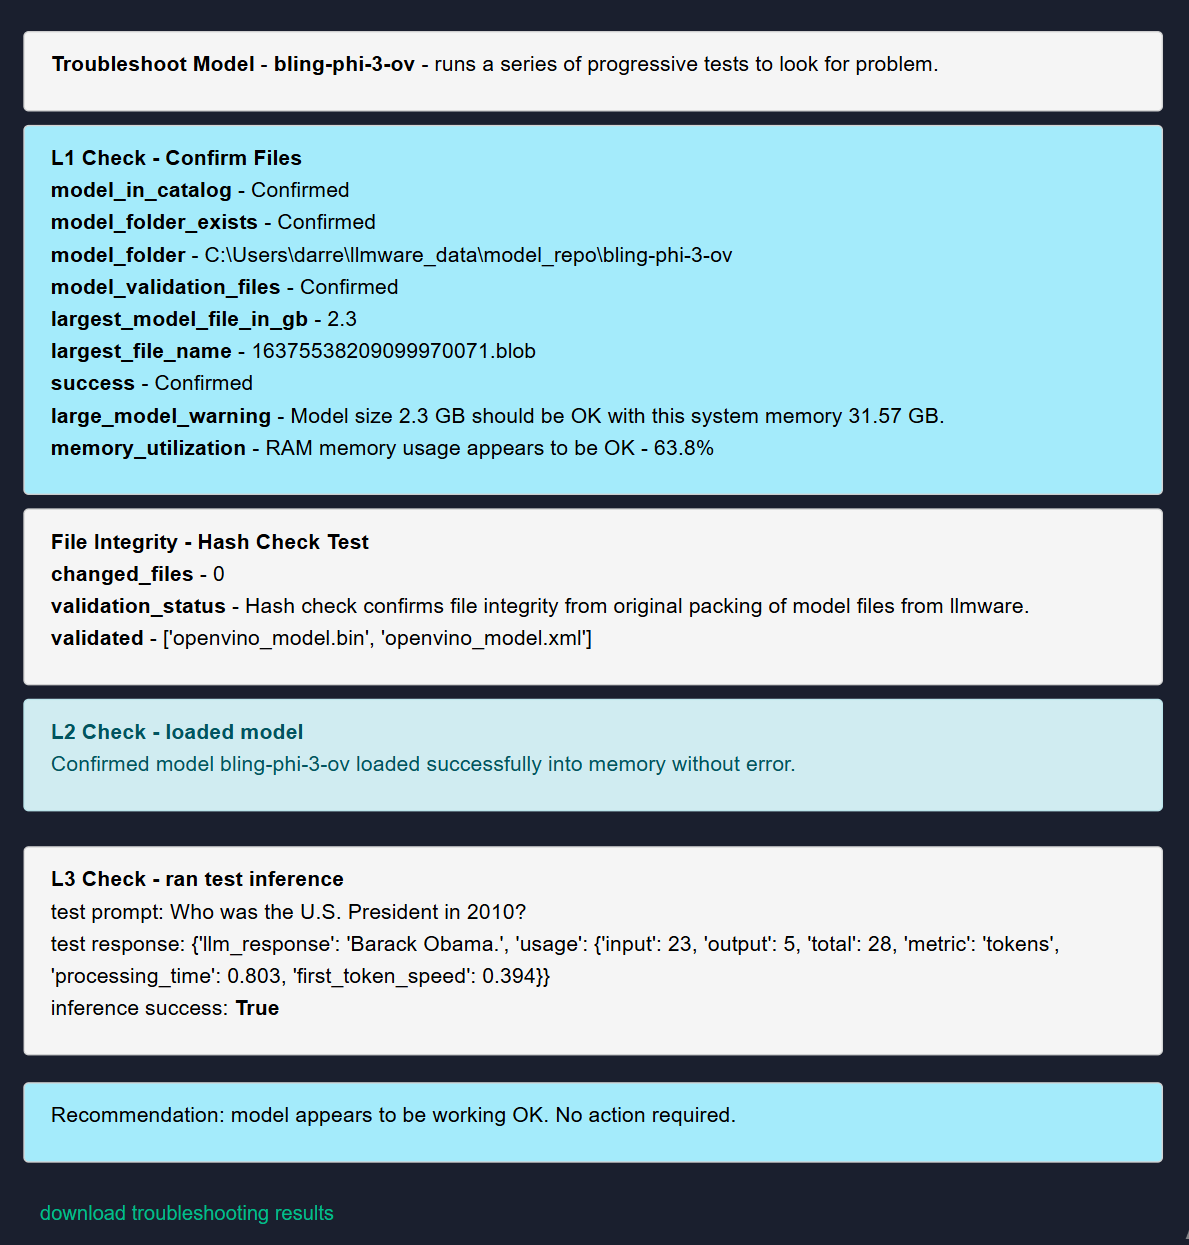 Troubleshoot Model - bling-phi-3-ov - runs a series of progressive tests to look for problem.
L1 Check - Confirm Files
model_in_catalog - Confirmed
model_folder_exists - Confirmed
model_folder - C:\Users\darre\llmware_data\model_repo\bling-phi-3-ov
model_validation_files - Confirmed
largest_model_file_in_gb - 2.3
largest_file_name - 16375538209099970071.blob
success - Confirmed
large_model_warning - Model size 2.3 GB should be OK with this system memory 31.57 GB.
memory_utilization - RAM memory usage appears to be OK - 63.8%
File Integrity - Hash Check Test
changed_files - 0
validation_status - Hash check confirms file integrity from original packing of model files from llmware.
validated - ['openvino_model.bin', 'openvino_model.xml']
L2 Check - loaded model
Confirmed model bling-phi-3-ov loaded successfully into memory without error.
L3 Check - ran test inference
test prompt: Who was the U.S. President in 2010?
test response: {'llm_response': 'Barack Obama.', 'usage': {'input': 23, 'output': 5, 'total': 28, 'metric': 'tokens',
'processing_time': 0.803, 'first_token_speed': 0.394}}
inference success: True
Recommendation: model appears to be working OK. No action required.
download troubleshooting results